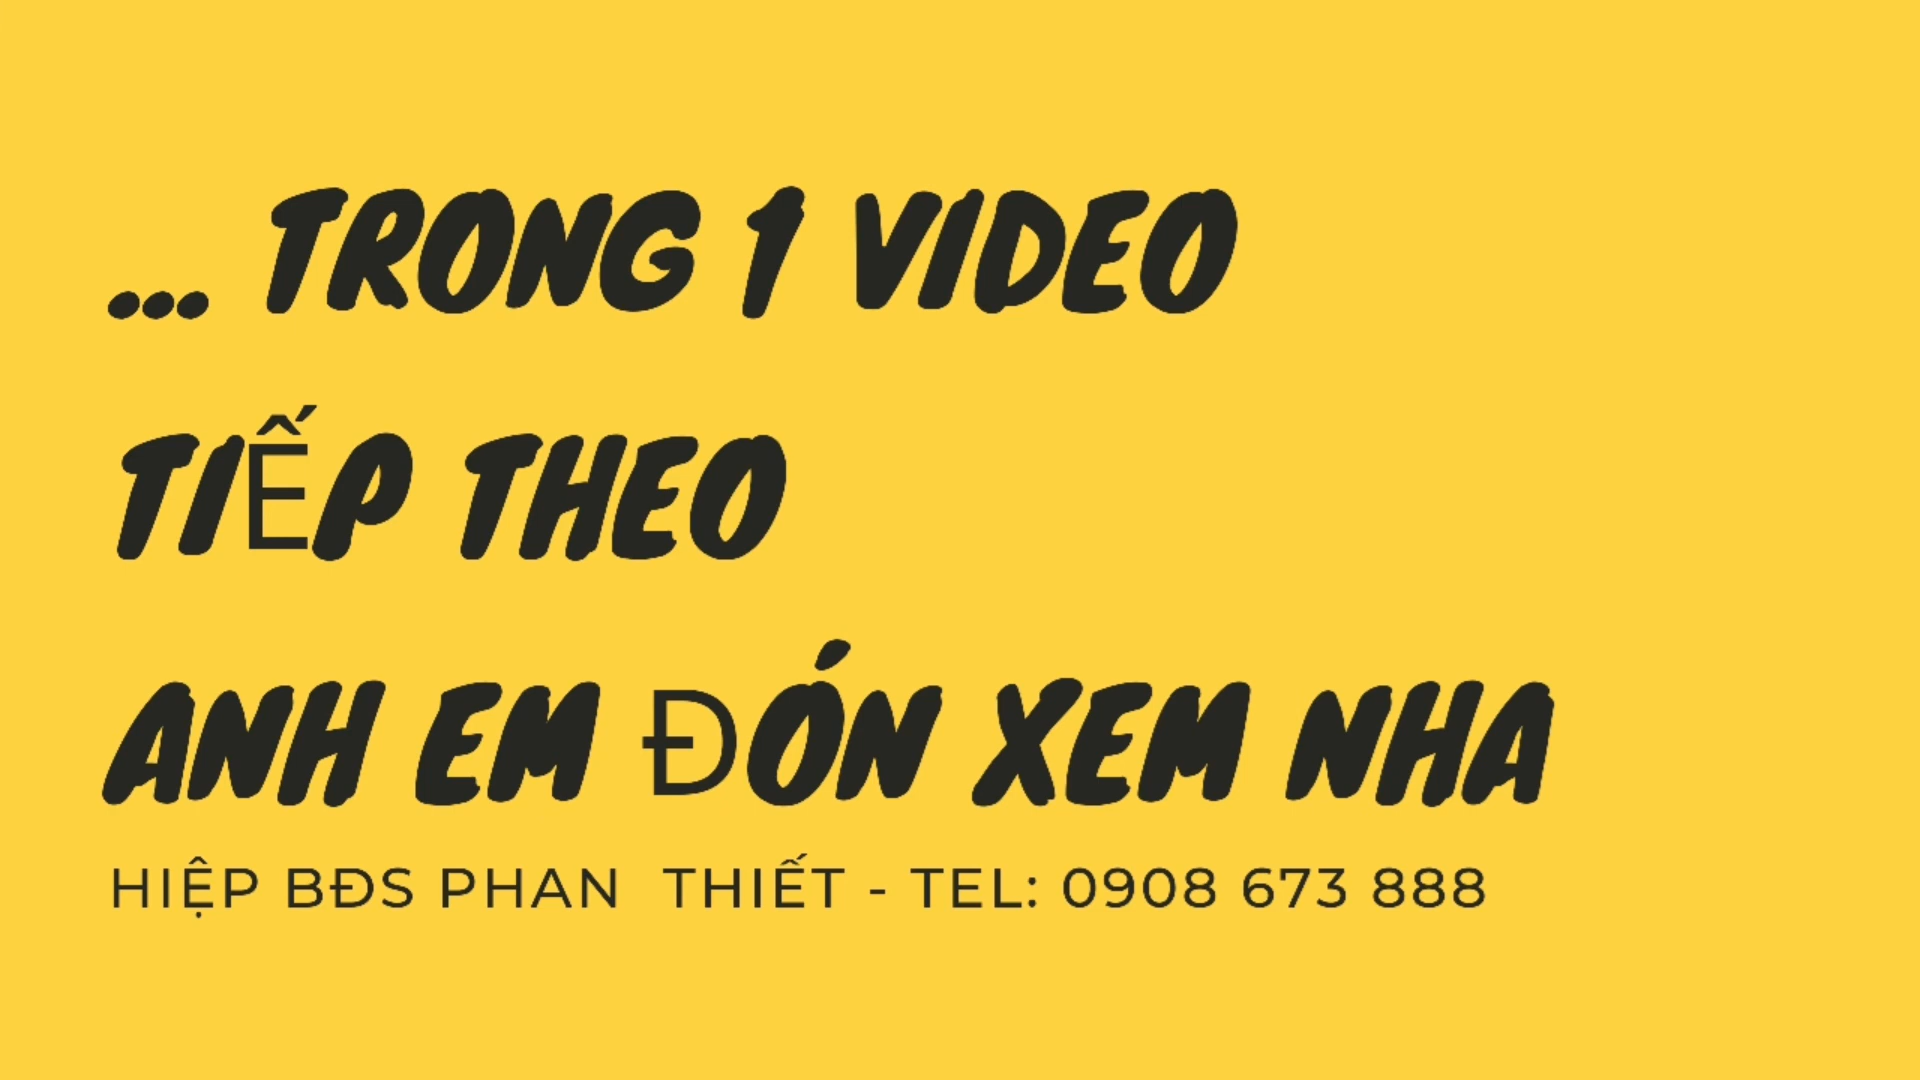 ... TRONG 1 VIDEO
TIẾP THEO
ANH EM ĐÓN XEM NHA
HIỆP BĐS PHAN  THIẾT - TEL: 0908 673 888